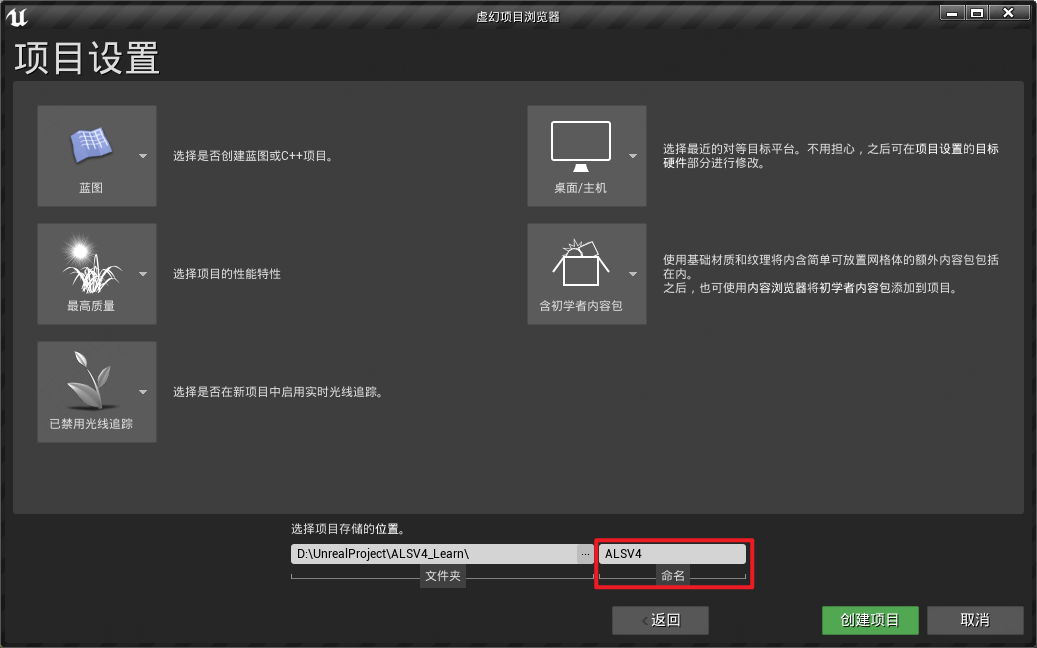 虚幻项目浏览器
项目设置
蓝图
选择是否创建蓝图或C++项目。
桌面/主机
选择最近的对等目标平台。不用担心，之后可在项目设置的目标
硬件部分进行修改。
最高质量
选择项目的性能特性
含初学者内容包
使用基础材质和纹理将内含简单可放置网格体的额外内容包包括
在内。
之后，也可使用内容浏览器将初学者内容包添加到项目。
已禁用光线追踪
选择是否在新项目中启用实时光线追踪。
选择项目存储的位置。
D:\UnrealProject\ALSV4_Learn\
...
ALSV4
文件夹
命名
返回
创建项目
取消